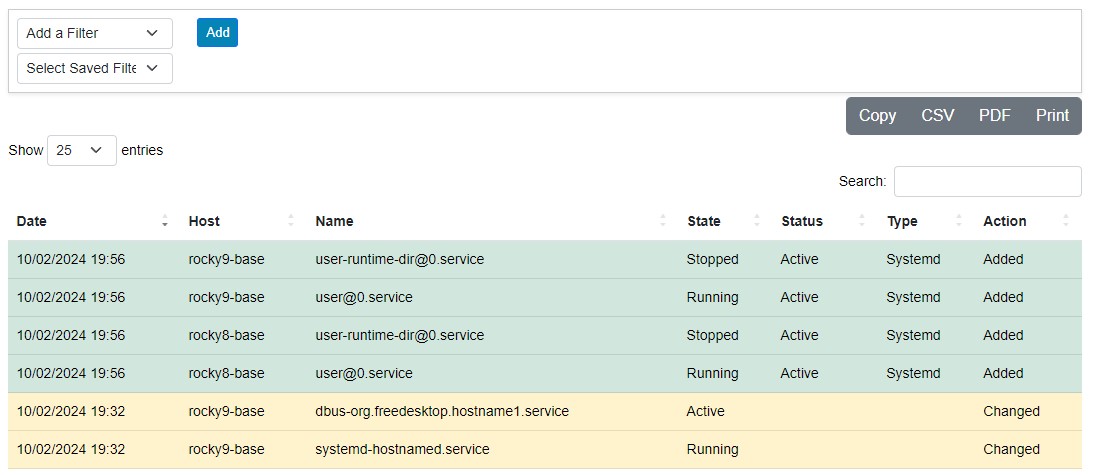 Add a Filter Add
Select Saved Filte
Copy CSV PDF Print
Show 25 entries
Search:
Date Host Name State Status Type Action
10/02/2024 19:56 rocky9-base user-runtime-dir@0.service Stopped Active Systemd Added
10/02/2024 19:56 rocky9-base user@0.service Running Active Systemd Added
10/02/2024 19:56 rocky8-base user-runtime-dir@0.service Stopped Active Systemd Added
10/02/2024 19:56 rocky8-base user@0.service Running Active Systemd Added
10/02/2024 19:32 rocky9-base dbus-org.freedesktop.hostname1.service Active Changed
10/02/2024 19:32 rocky9-base systemd-hostnamed.service Running Changed